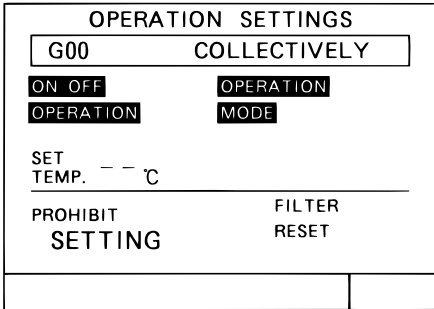 OPERATION SETTINGS
G00 COLLECTIVELY
ON OFF OPERATION
OPERATION MODE
SET
TEMP. – – ℃
PROHIBIT FILTER
SETTING RESET